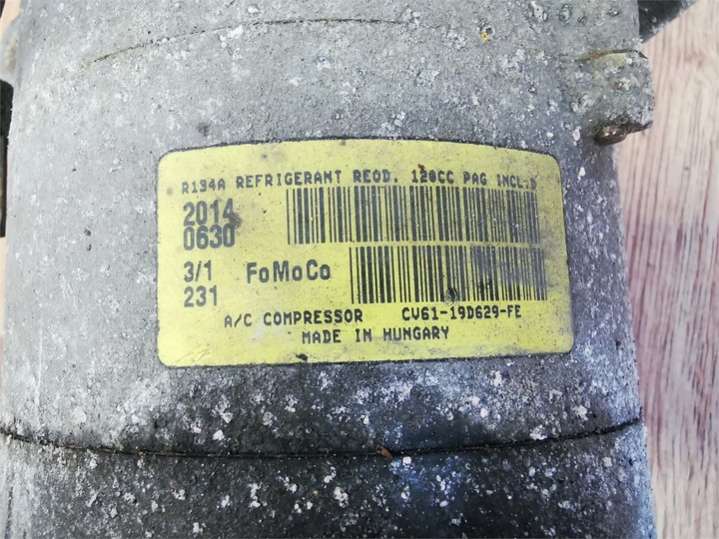 R134A REFRIGERANT REQD. 120CC PAG INCL.D
2014
0630
3/1 FoMoCo
231
A/C COMPRESSOR CV61-19D629-FE
MADE IN HUNGARY